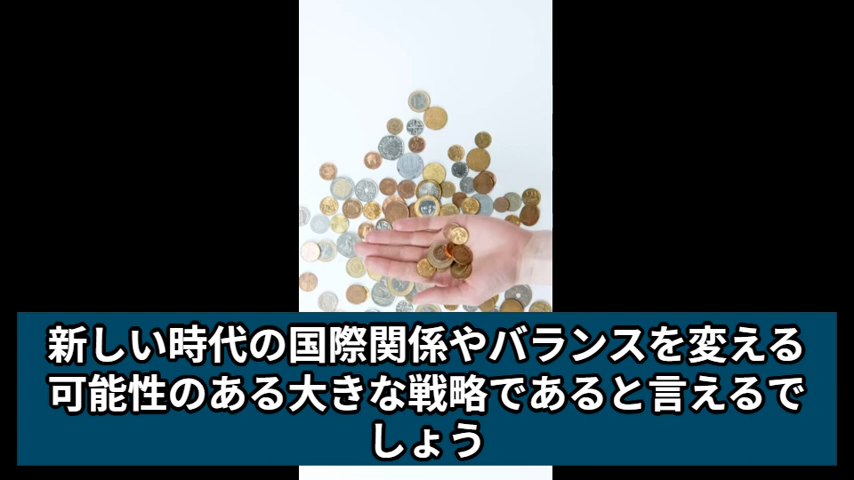 新しい時代の国際関係やバランスを変える
可能性のある大きな戦略であると言えるで
しょう